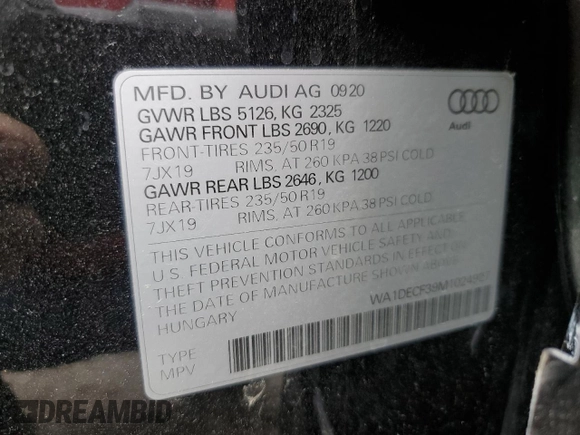 MFD. BY AUDI AG 0920
GVWR LBS 5126, KG 2325
GAWR FRONT LBS 2690, KG 1220
FRONT-TIRES 235/50 R19
7JX19 RIMS, AT 260 KPA 38 PSI COLD
GAWR REAR LBS 2646, KG 1200
REAR-TIRES 235/50 R19
7JX19 RIMS, AT 260 KPA 38 PSI COLD
Audi
THIS VEHICLE CONFORMS TO ALL APPLICABLE
U.S. FEDERAL MOTOR VEHICLE SAFETY AND
THEFT PREVENTION STANDARDS IN EFFECT ON
THE DATE OF MANUFACTURE SHOWN ABOVE.
HUNGARY
TYPE
MPV
DREAMBID